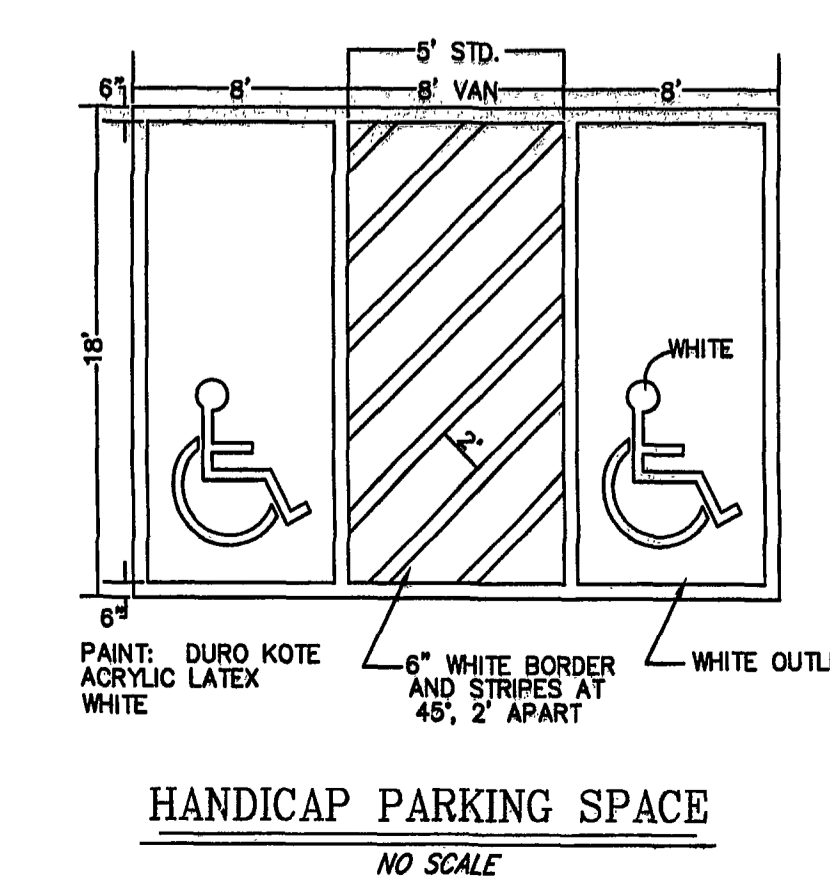 5' STD.
6" 8' 8' VAN 8'
18'
WHITE
2'
6"
PAINT: DURO KOTE
ACRYLIC LATEX
WHITE
6" WHITE BORDER
AND STRIPES AT
45°, 2' APART
WHITE OUTLI
HANDICAP PARKING SPACE
NO SCALE